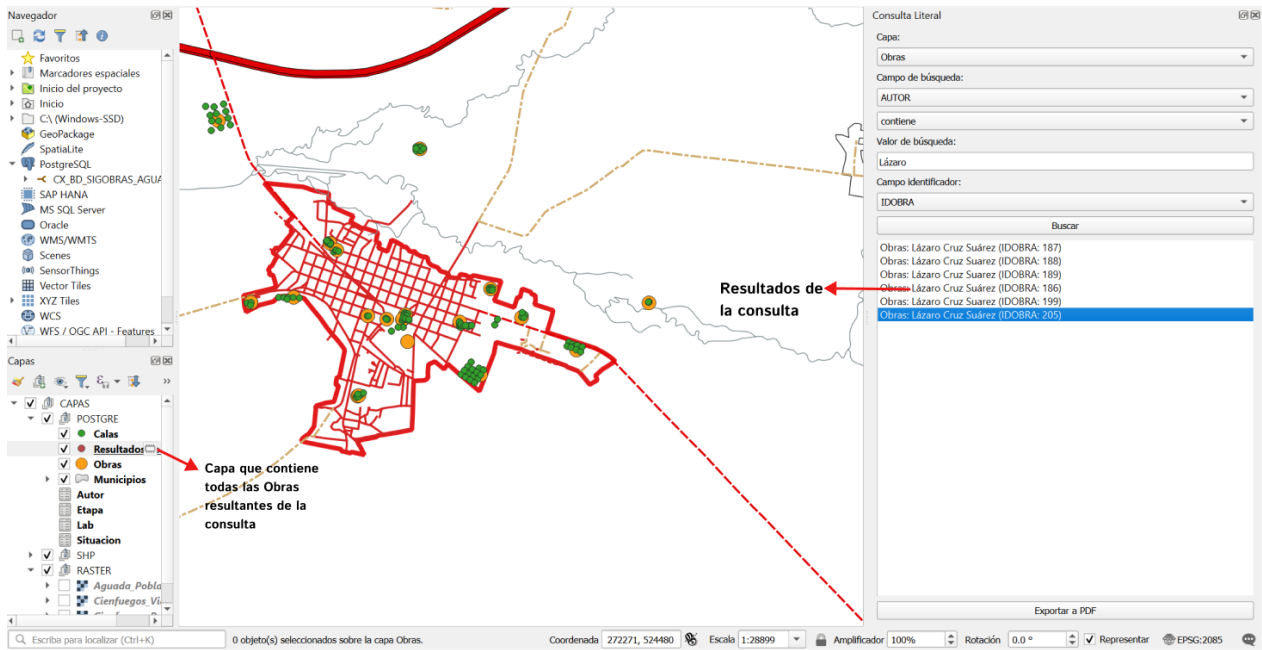 Navegador
Favoritos
Marcadores espaciales
Inicio del proyecto
Inicio
C:\ (Windows-SSD)
GeoPackage
SpatiaLite
PostgreSQL
CX_BD_SIGOBRAS_AGUA
SAP HANA
MS SQL Server
Oracle
WMS/WMTS
Scenes
SensorThings
Vector Tiles
XYZ Tiles
WCS
WFS / OGC API - Features
Capas
CAPAS
POSTGRE
Calas
Resultados
Obras
Municipios
Autor
Etapa
Lab
Situacion
SHP
RASTER
Aguada_Pobla
Cienfuegos_Vi
Capa que contiene
todas las Obras
resultantes de la
consulta
Resultados de
la consulta
Consulta Literal
Capa:
Obras
Campo de búsqueda:
AUTOR
contiene
Valor de búsqueda:
Lázaro
Campo identificador:
IDOBRA
Buscar
Obras: Lázaro Cruz Suárez (IDOBRA: 187)
Obras: Lázaro Cruz Suárez (IDOBRA: 188)
Obras: Lázaro Cruz Suárez (IDOBRA: 189)
Obras: Lázaro Cruz Suárez (IDOBRA: 186)
Obras: Lázaro Cruz Suarez (IDOBRA: 199)
Obras: Lázaro Cruz Suárez (IDOBRA: 205)
Exportar a PDF
Escriba para localizar (Ctrl+K)
0 objeto(s) seleccionados sobre la capa Obras.
Coordenada 272271, 524480
Escala 1:28899
Amplificador 100%
Rotación 0.0 °
Representar
EPSG:2085